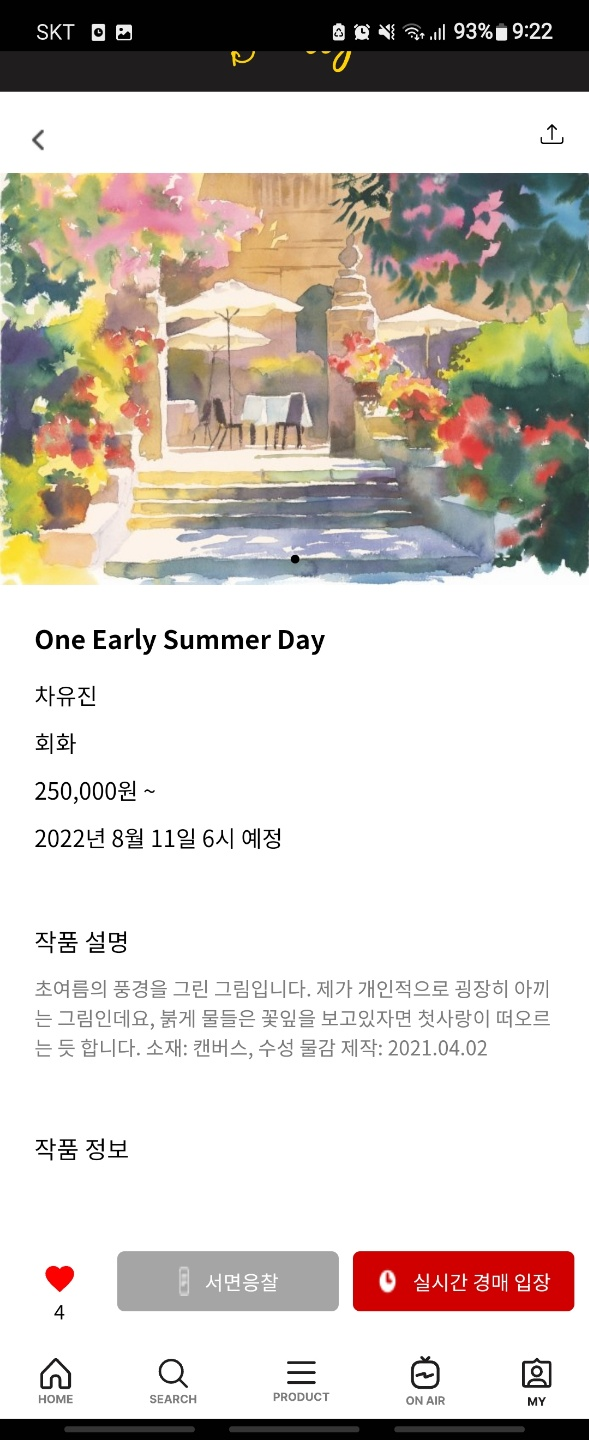 SKT 93% 9:22
One Early Summer Day
차유진
회화
250,000원 ~
2022년 8월 11일 6시 예정
작품 설명
초여름의 풍경을 그린 그림입니다. 제가 개인적으로 굉장히 아끼
는 그림인데요, 붉게 물들은 꽃잎을 보고있자면 첫사랑이 떠오르
는 듯 합니다. 소재: 캔버스, 수성 물감 제작: 2021.04.02
작품 정보
서면응찰 실시간 경매 입장
4
HOME SEARCH PRODUCT ON AIR MY